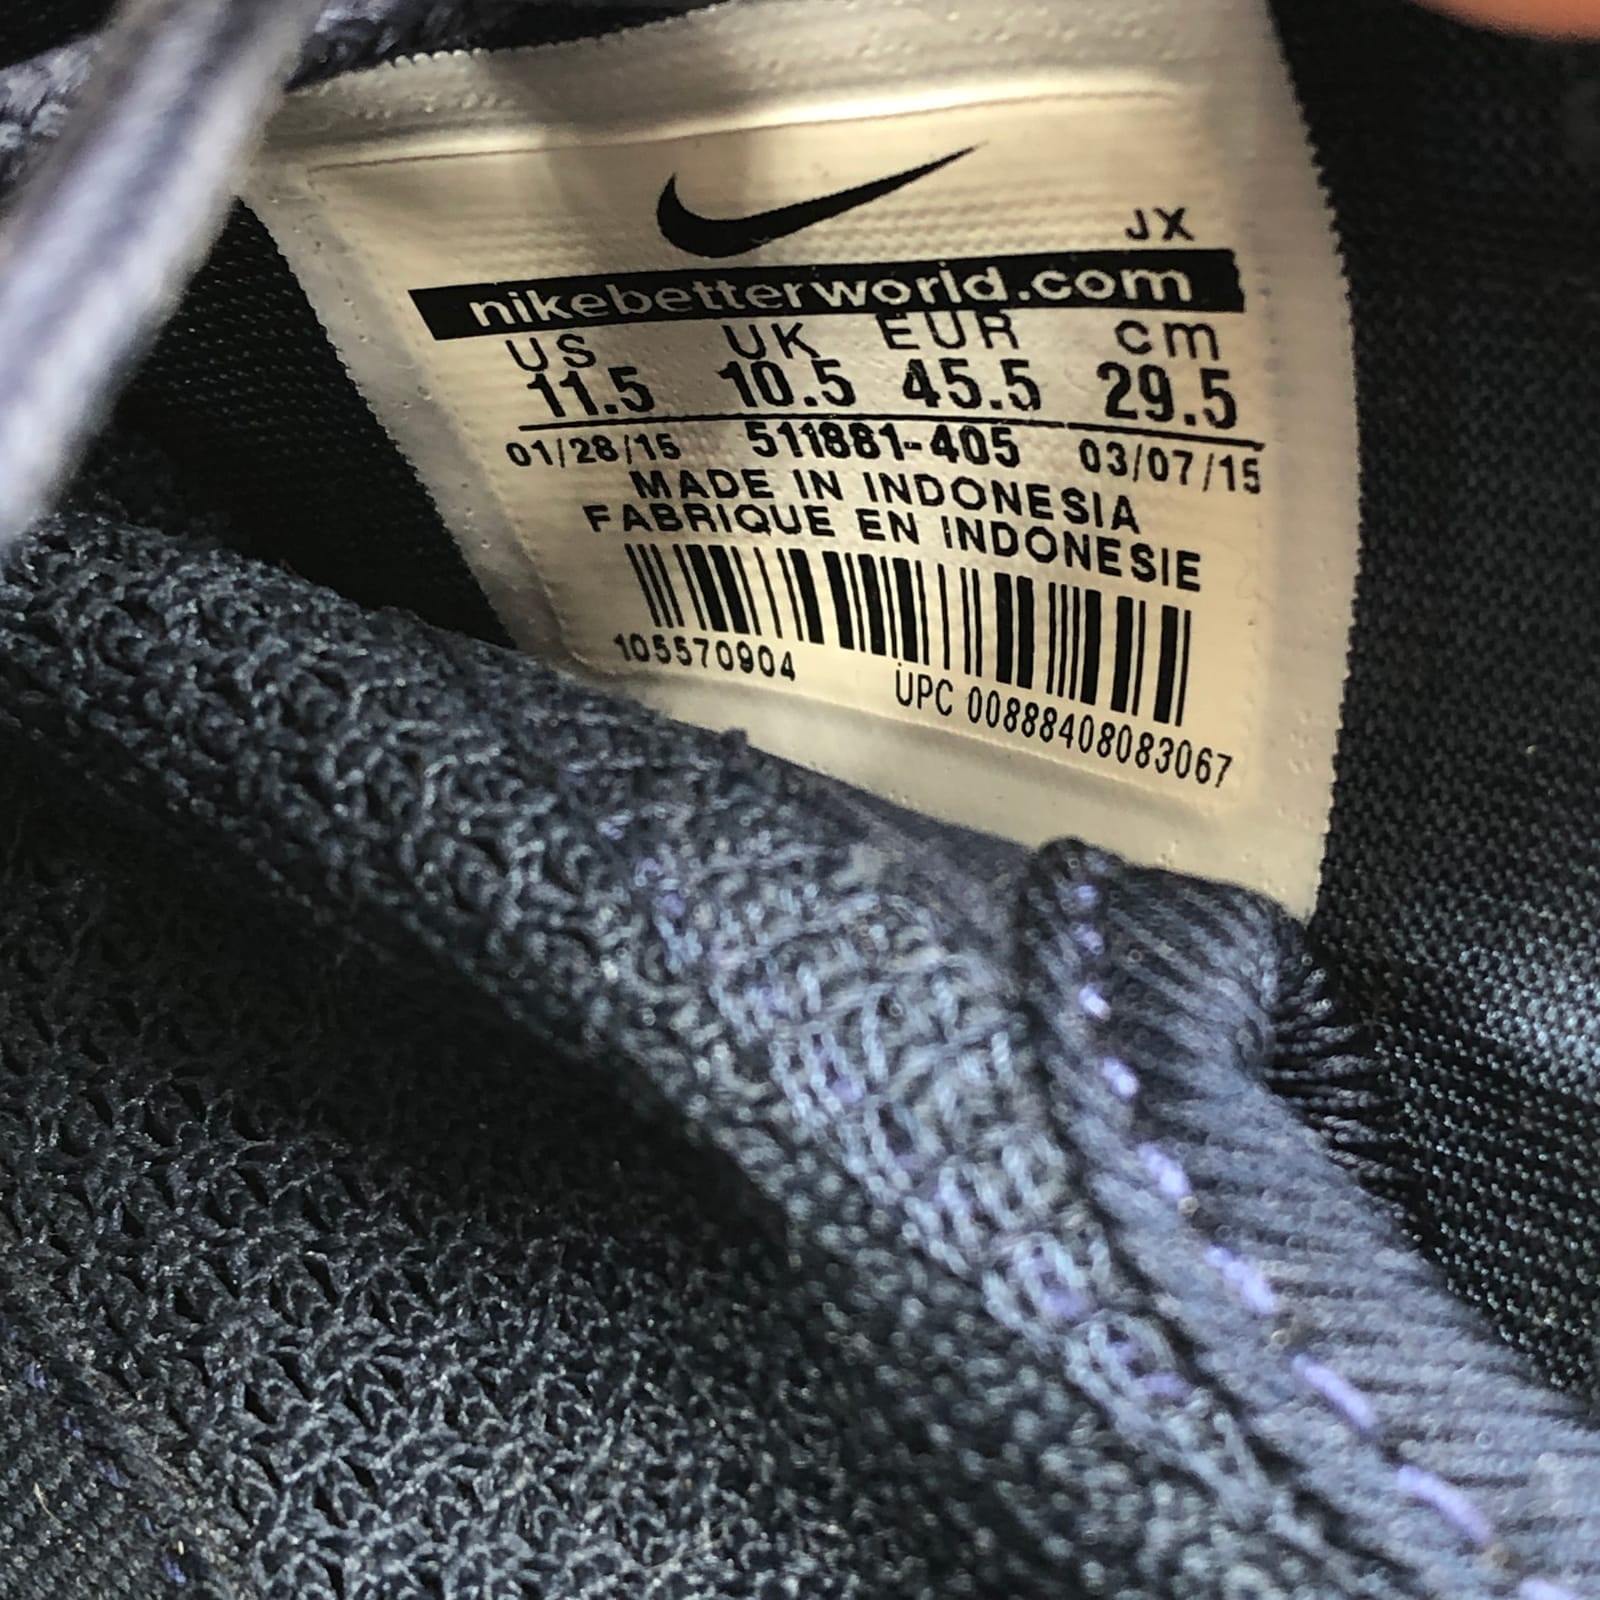 JX
nikebetterworld.com
US UK EUR cm
11.5 10.5 45.5 29.5
01/28/15 511881-405 03/07/15
MADE IN INDONESIA
FABRIQUE EN INDONESIE
105570904 UPC 00888408083067